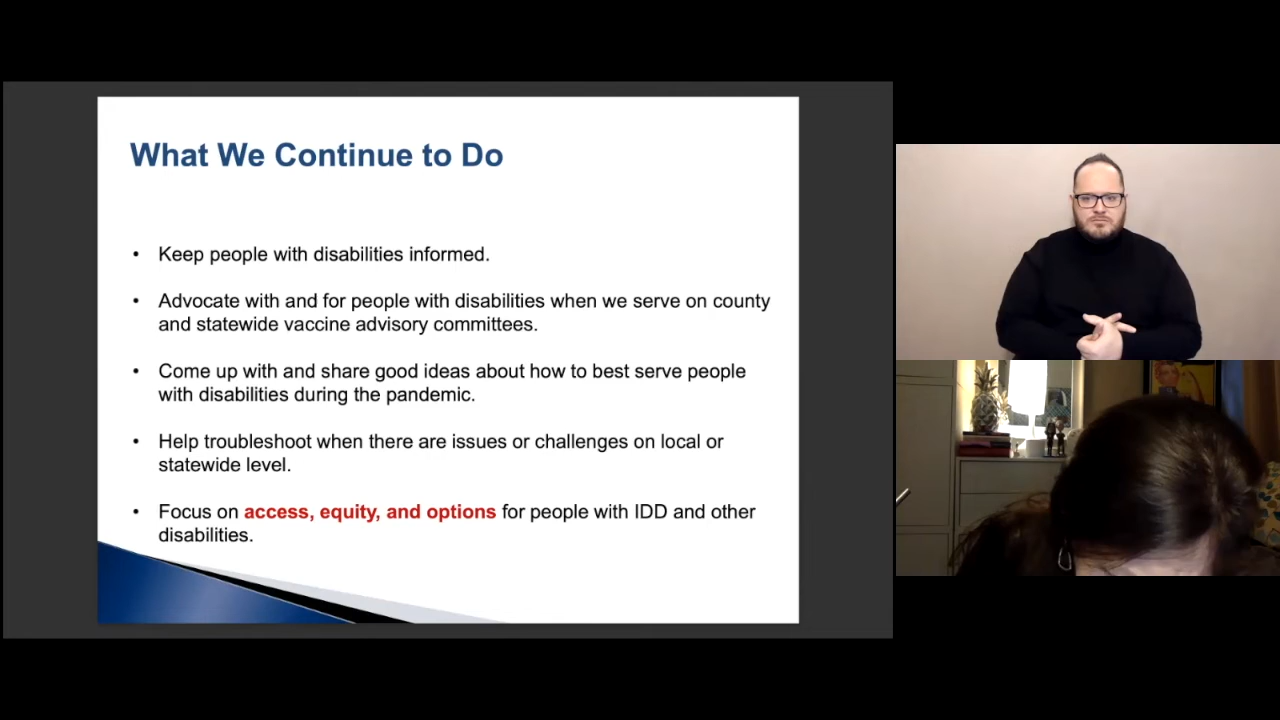 What We Continue to Do
• Keep people with disabilities informed.
• Advocate with and for people with disabilities when we serve on county
and statewide vaccine advisory committees.
• Come up with and share good ideas about how to best serve people
with disabilities during the pandemic.
• Help troubleshoot when there are issues or challenges on local or
statewide level.
• Focus on access, equity, and options for people with IDD and other
disabilities.